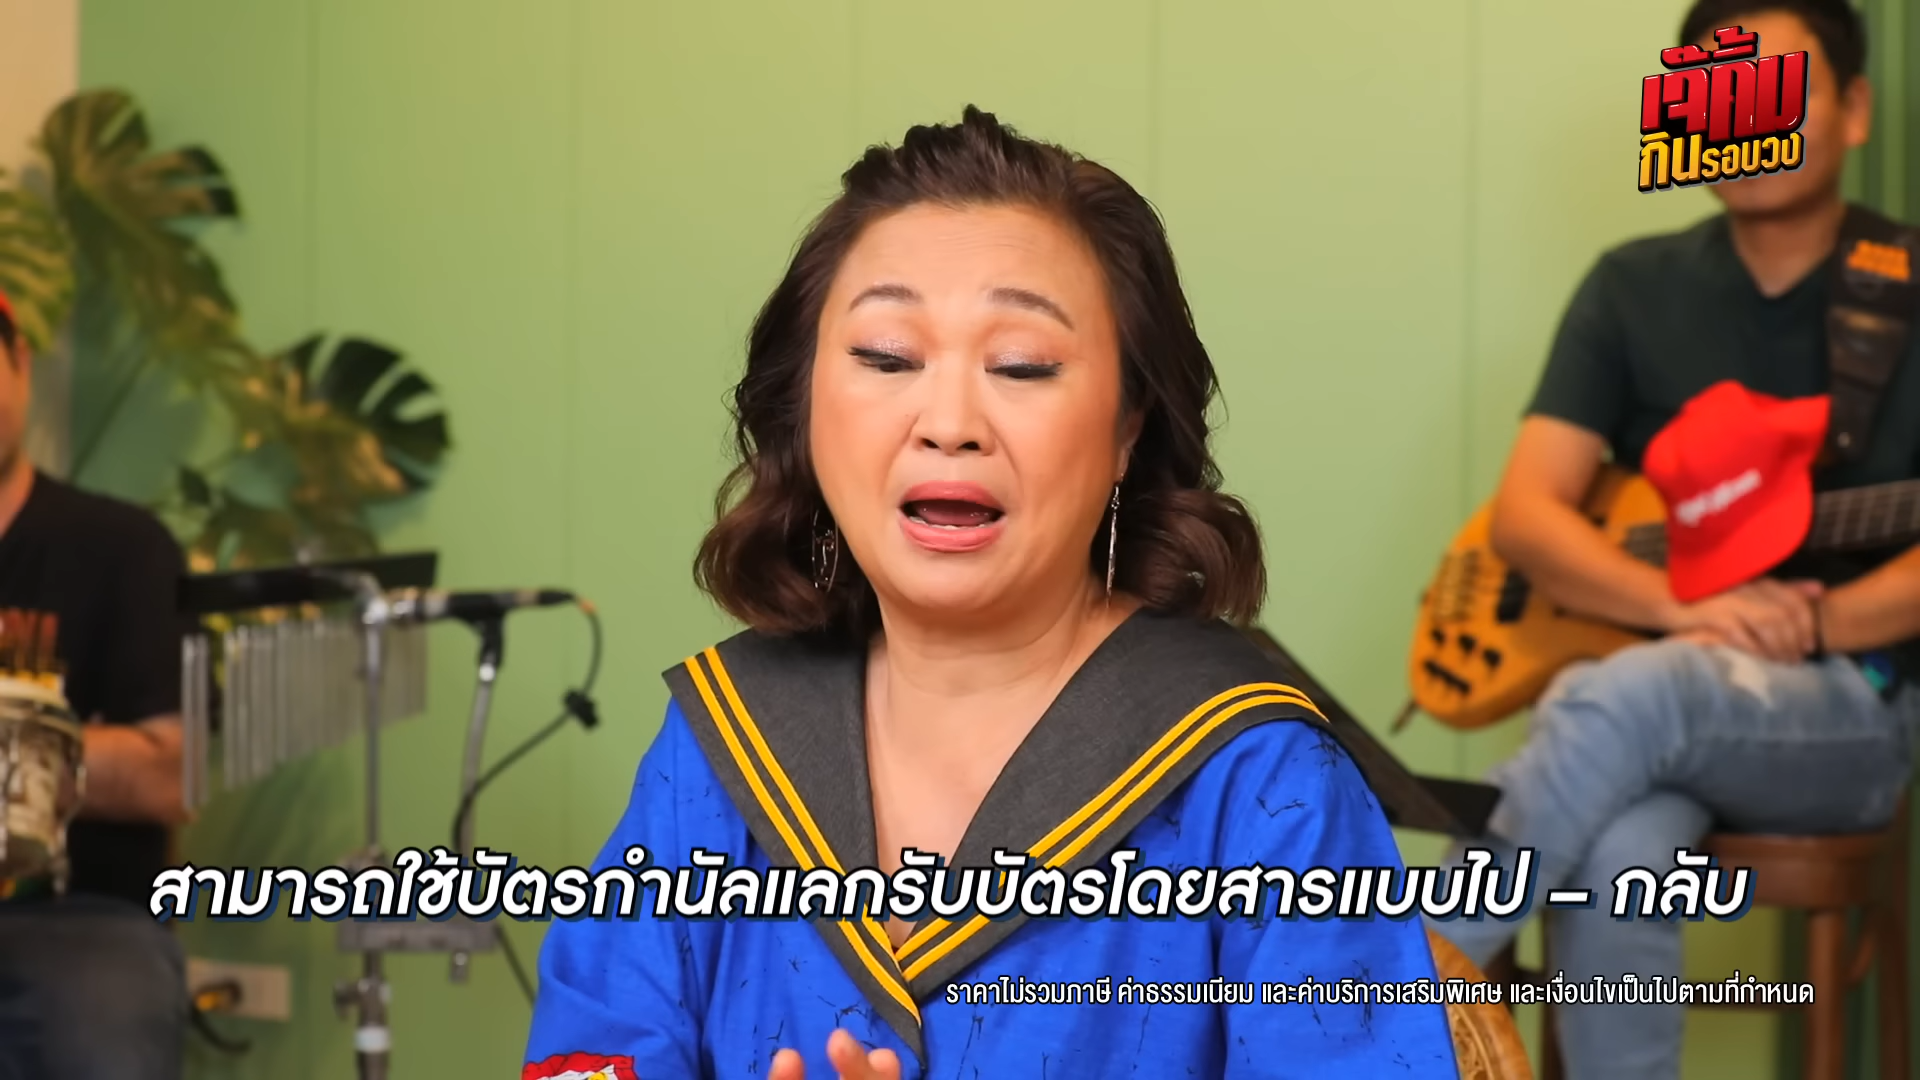 เจ๊คิ้ม
กินรอบวง
สามารถใช้บัตรกำนัลแลกรับบัตรโดยสารแบบไป – กลับ
ราคาไม่รวมภาษี ค่าธรรมเนียม และค่าบริการเสริมพิเศษ และเงื่อนไขเป็นไปตามที่กำหนด